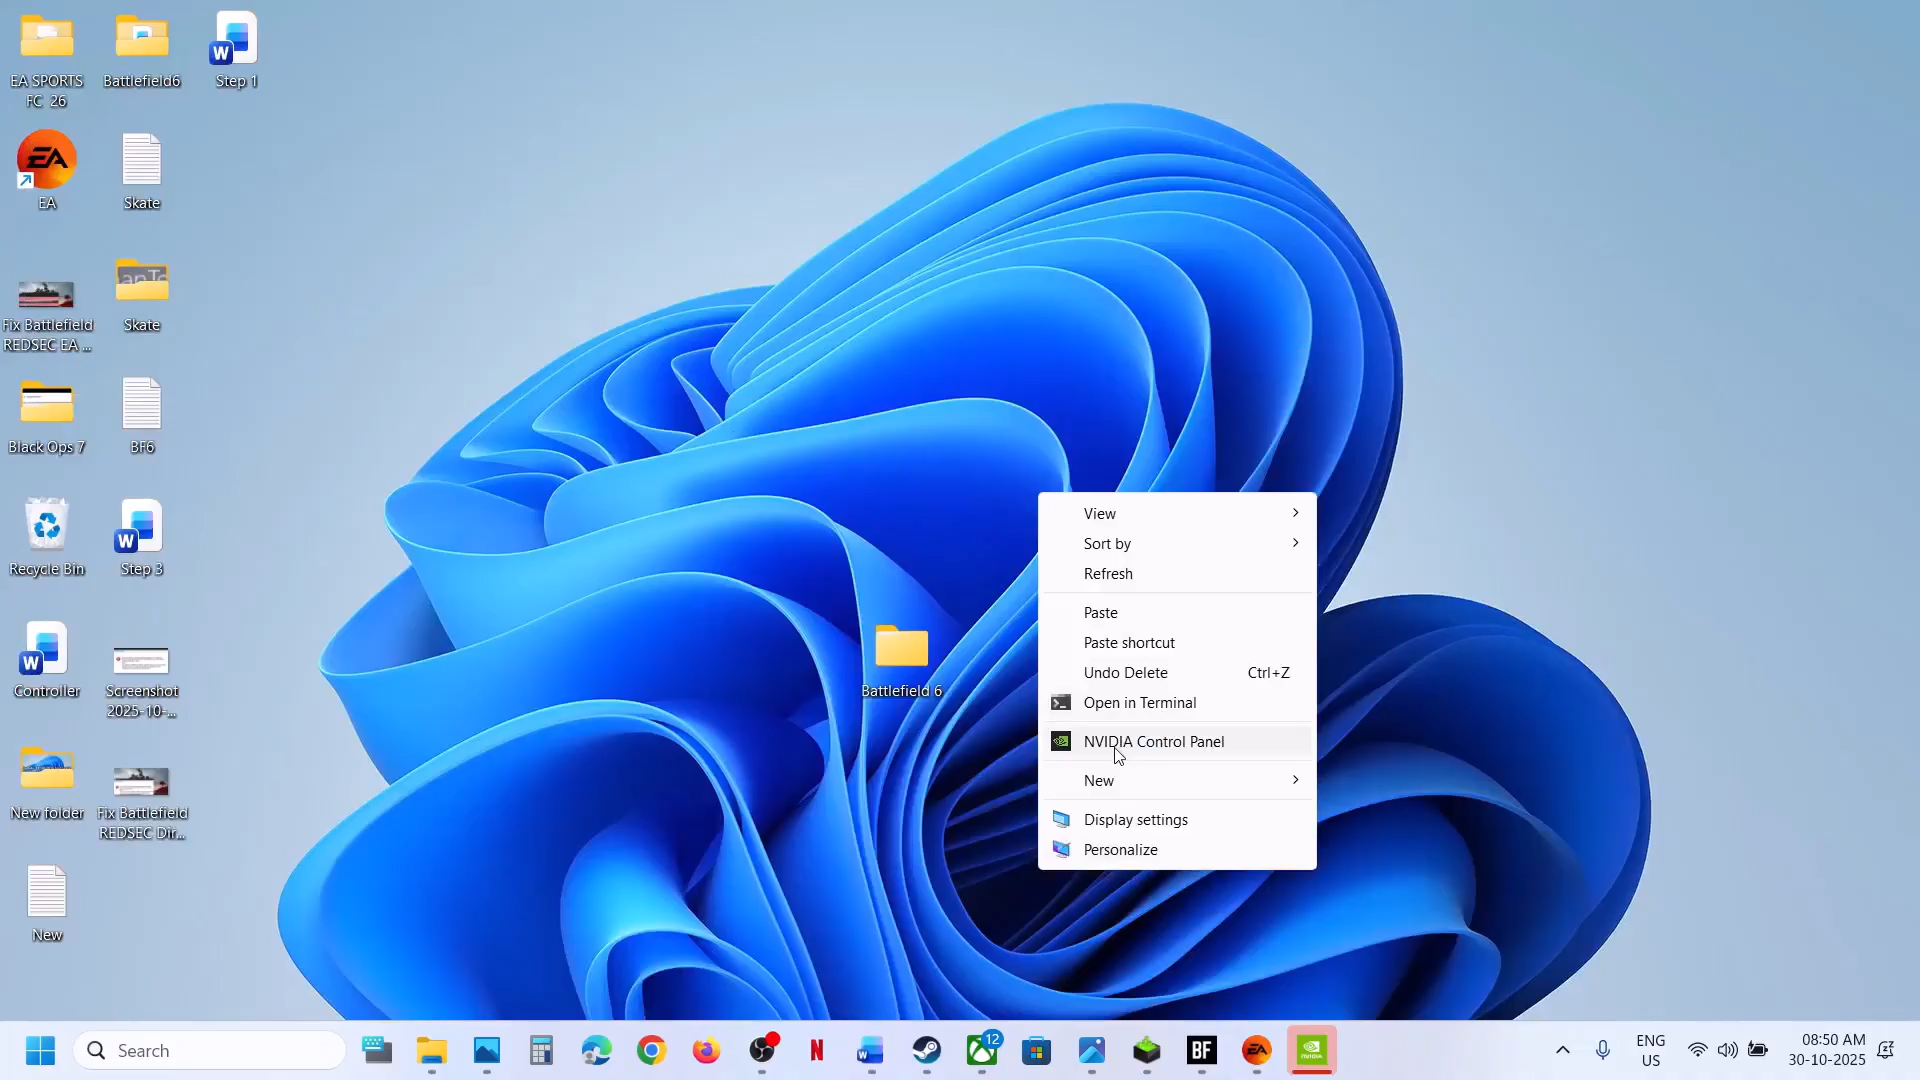 EA SPORTS
FC 26
Battlefield6
W
Step 1
EA
EA
Skate
Fix Battlefield
REDSEC EA ...
Skate
Black Ops 7
BF6
Recycle Bin
W
Step 3
W
Controller
Screenshot
2025-10-...
New folder
Fix Battlefield
REDSEC Dir...
New
Battlefield 6
View
Sort by
Refresh
Paste
Paste shortcut
Undo Delete Ctrl+Z
Open in Terminal
NVIDIA Control Panel
New
Display settings
Personalize
Search
N
W
12
BF
EA
NVIDIA
ENG
US
08:50 AM
30-10-2025